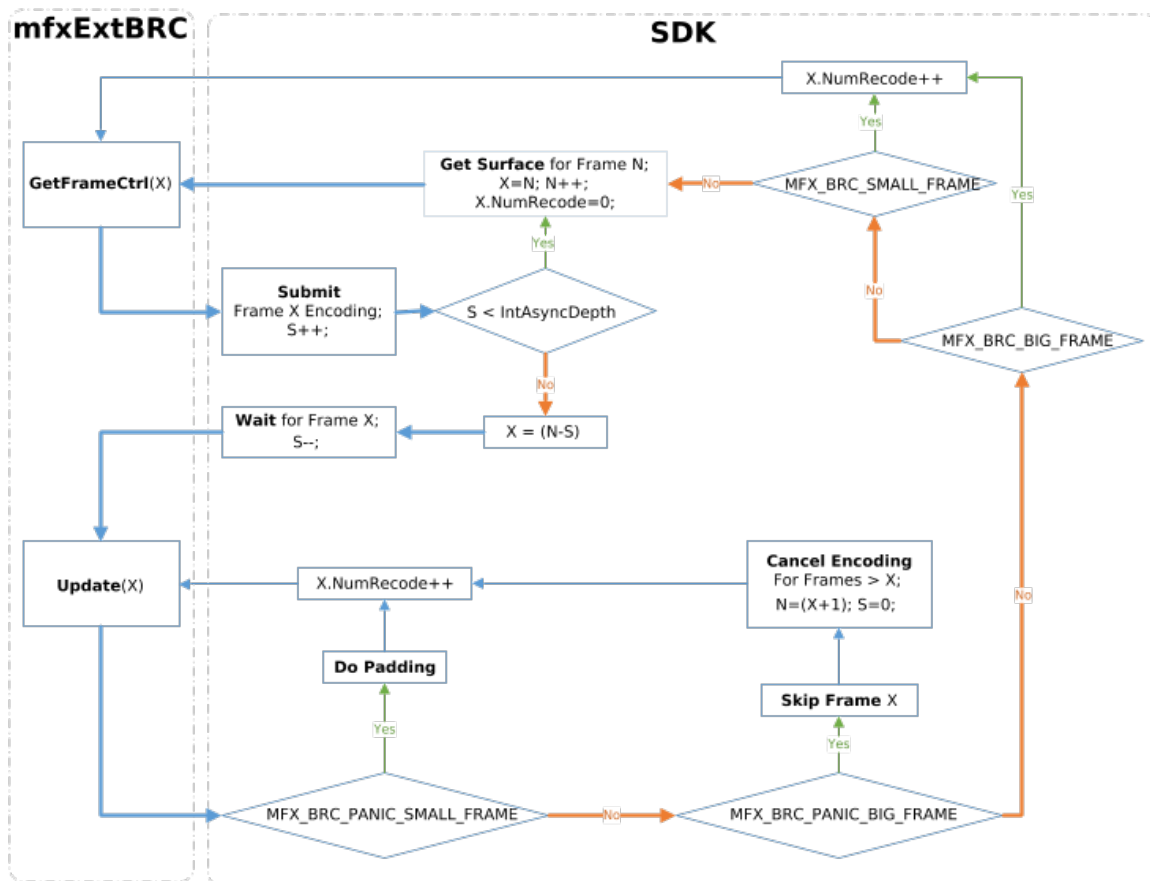 mfxExtBRC
SDK
X.NumRecode++
Yes
GetFrameCtrl(X)
Get Surface for Frame N;
X=N; N++;
X.NumRecode=0;
No
MFX_BRC_SMALL_FRAME
Yes
Yes
Submit
Frame X Encoding;
S++;
S < IntAsyncDepth
No
MFX_BRC_BIG_FRAME
No
Wait for Frame X;
S--;
X = (N-S)
Update(X)
X.NumRecode++
Cancel Encoding
For Frames > X;
N=(X+1); S=0;
No
Do Padding
Skip Frame X
Yes
Yes
MFX_BRC_PANIC_SMALL_FRAME
No
MFX_BRC_PANIC_BIG_FRAME